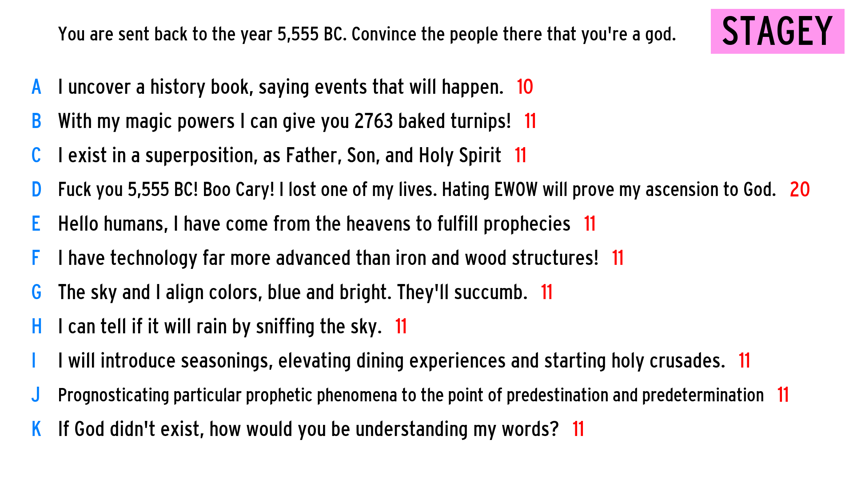 You are sent back to the year 5,555 BC. Convince the people there that you're a god.
STAGEY
A I uncover a history book, saying events that will happen. 10
B With my magic powers I can give you 2763 baked turnips! 11
C I exist in a superposition, as Father, Son, and Holy Spirit 11
D Fuck you 5,555 BC! Boo Cary! I lost one of my lives. Hating EWOW will prove my ascension to God. 20
E Hello humans, I have come from the heavens to fulfill prophecies 11
F I have technology far more advanced than iron and wood structures! 11
G The sky and I align colors, blue and bright. They'll succumb. 11
H I can tell if it will rain by sniffing the sky. 11
I I will introduce seasonings, elevating dining experiences and starting holy crusades. 11
J Prognosticating particular prophetic phenomena to the point of predestination and predetermination 11
K If God didn't exist, how would you be understanding my words? 11